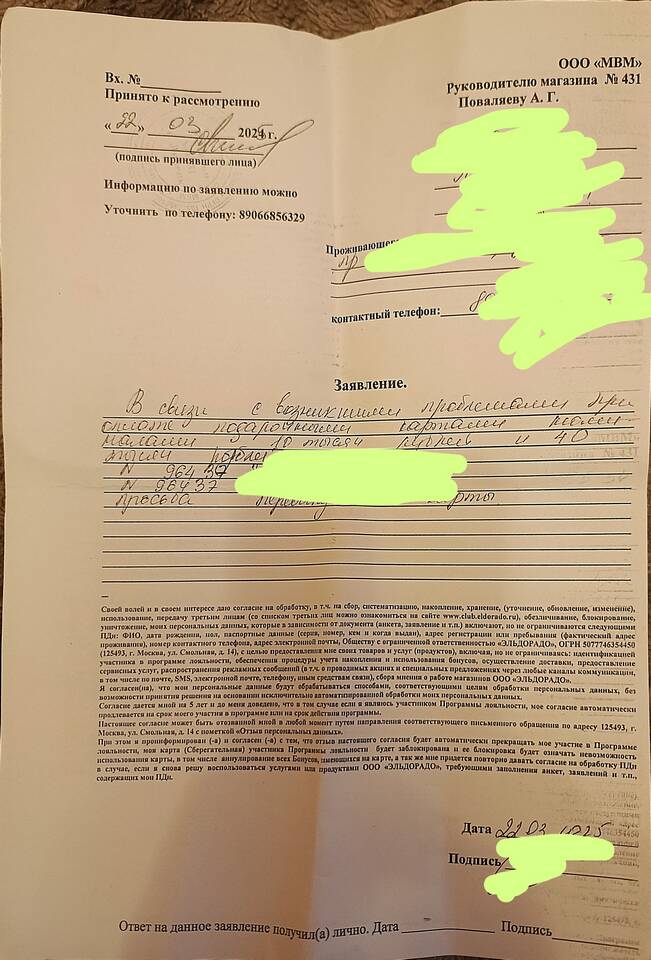 ООО «МВМ»
Руководителю магазина № 431
Поваляеву А. Г.
Вх. №
Принято к рассмотрению
«22» 03 2025 г.
(подпись принявшего лица)
Информацию по заявлению можно
Уточнить по телефону: 89066856329
Проживающег
пр
контактный телефон: 89
Заявление.
В связи с возникшими проблемами при
оплате подарочными картами номи-
налами 10 тысяч рублей и 40
тысяч рублей
N 96437
N 96437
просьба карты.
Своей волей и в своем интересе даю согласие на обработку, в т.ч. на сбор, систематизацию, накопление, хранение, (уточнение, обновление, изменение),
использование, передачу третьим лицам (со списком третьих лиц можно ознакомиться на сайте www.club.eldorado.ru), обезличивание, блокирование,
уничтожение, моих персональных данных, которые в зависимости от документа (анкета, заявление и т.п.) включают, но не ограничиваются следующими
ПДн: ФИО, дата рождения, пол, паспортные данные (серия, номер, кем и когда выдан), адрес регистрации или пребывания (фактический адрес
проживания), номер контактного телефона, адрес электронной почты, Обществу с ограниченной ответственностью «ЭЛЬДОРАДО», ОГРН 5077746354450
(125493, г. Москва, ул. Смольная, д. 14), с целью предоставления мне своих товаров и услуг (продуктов), включая, но не ограничиваясь: идентификацией
участника в программе лояльности, обеспечения процедуры учета накопления и использования бонусов, осуществление доставки, предоставление
сервисных услуг, распространения рекламных сообщений (в т.ч. о проводимых акциях и специальных предложениях через любые каналы коммуникации,
в том числе по почте, SMS, электронной почте, телефону, иным средствам связи), сбора мнения о работе магазинов ООО «ЭЛЬДОРАДО».
Я согласен(на), что мои персональные данные будут обрабатываться способами, соответствующими целям обработки персональных данных, без
возможности принятия решения на основании исключительно автоматизированной обработки моих персональных данных.
Согласие дается мной на 5 лет и до меня доведено, что в том случае если я являюсь участником Программы лояльности, мое согласие автоматически
продлевается на срок моего участия в программе или на срок действия программы.
Настоящее согласие может быть отозванной мной в любой момент путем направления соответствующего письменного обращения по адресу 125493, г.
Москва, ул. Смольная, д. 14 с пометкой «Отзыв персональных данных».
При этом я проинформирован (-а) и согласен (-а) с тем, что отзыв настоящего согласия будет автоматически прекращать мое участие в Программе
лояльности, моя карта (Сберегательная) участника Программы лояльности будет заблокирована и ее блокировка будет означать невозможность
использования карты, в том числе аннулирование всех Бонусов, имеющихся на карте, а так же мне придется повторно давать согласие на обработку ПДн
в случае, если я снова решу воспользоваться услугами или продуктами ООО «ЭЛЬДОРАДО», требующими заполнения анкет, заявлений и т.п.,
содержащих мои ПДн.
Дата 22.03.2025
Подпись
Ответ на данное заявление получил(а) лично. Дата Подпись